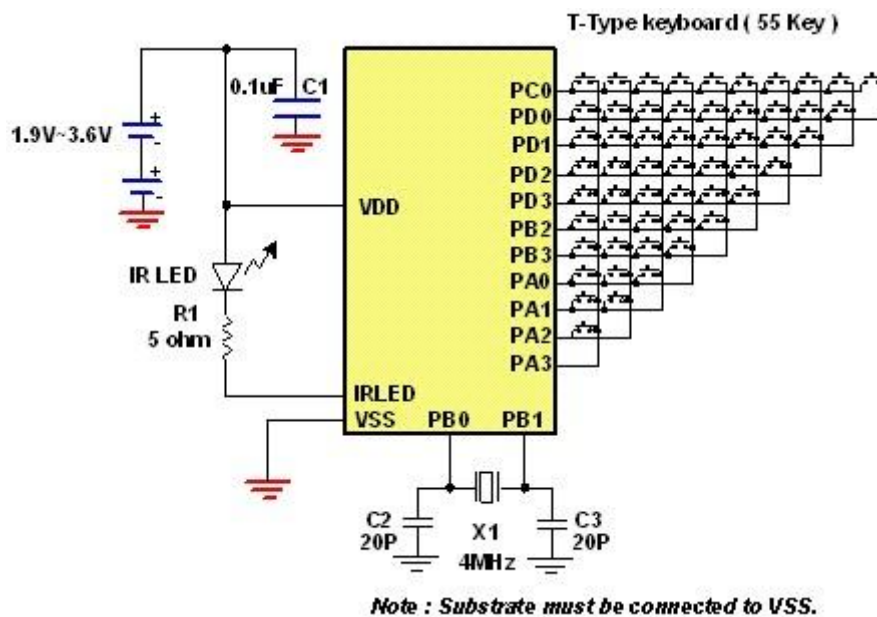 T-Type keyboard ( 55 Key )
0.1uF C1
1.9V~3.6V
+
-
+
-
VDD
IR LED
R1
5 ohm
IRLED
VSS
PB0 PB1
PC0
PD0
PD1
PD2
PD3
PB2
PB3
PA0
PA1
PA2
PA3
C2
20P
X1
4MHz
C3
20P
Note : Substrate must be connected to VSS.